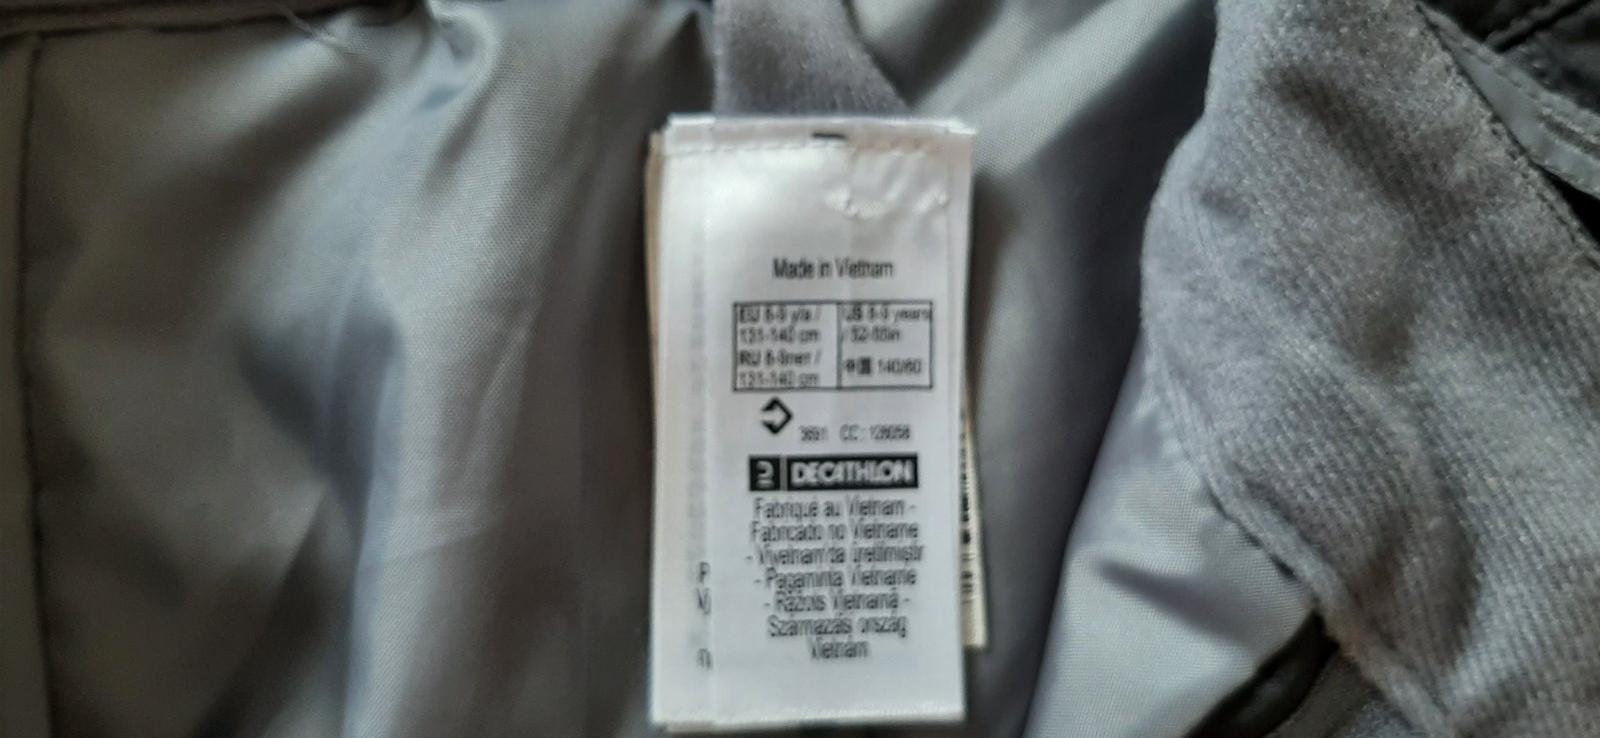 Made in Vietnam
EU 8-9 y/a /
131-140 cm
RU 8-9лет /
131-140 cm
US 8-9 years
/ 52-55in
中国 140/60
3691 CC: 128058
DECATHLON
Fabriqué au Vietnam -
Fabricado no Vietname
- Viyetnam'da üretilmiştir
- Pagaminta Vietname
- Ražots Vjetnamā -
Származási ország
Vietnám